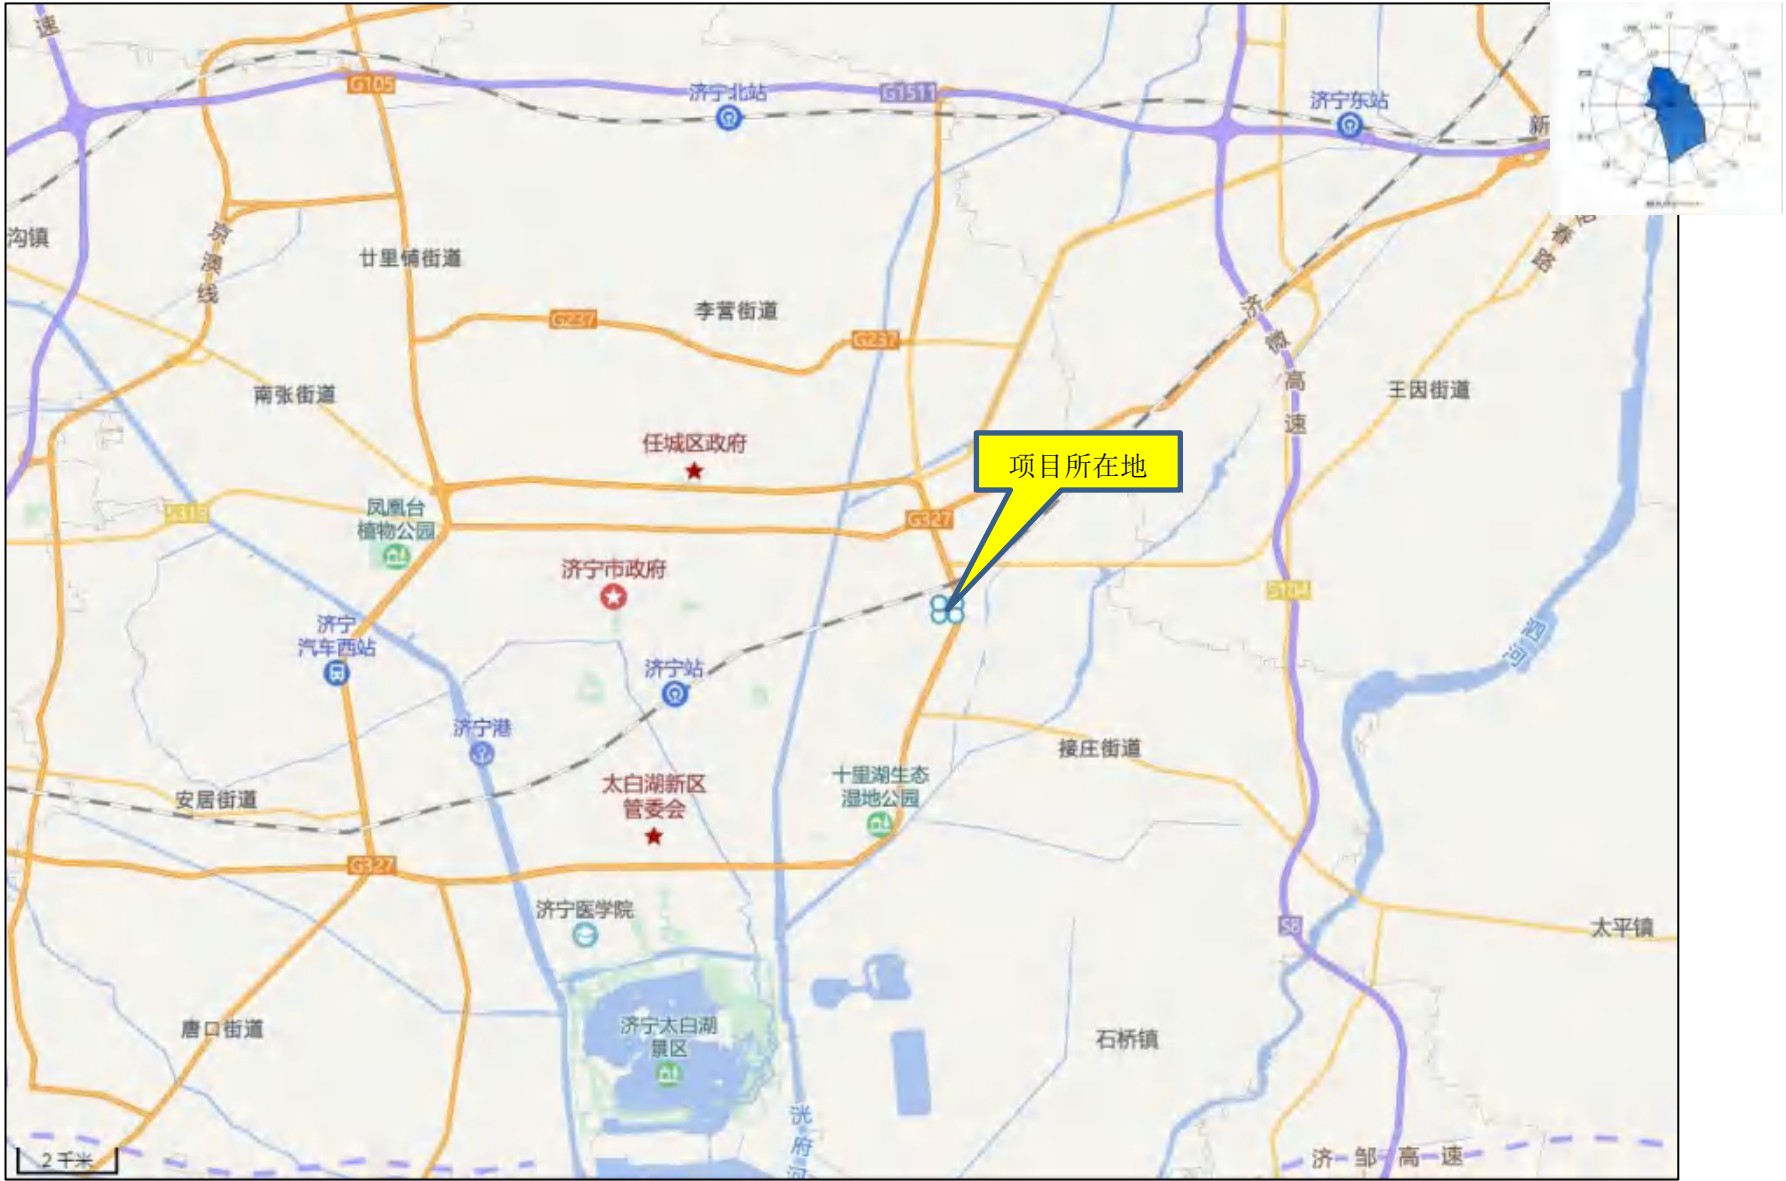 速
G105
济宁北站
G1511
济宁东站
新
沟镇
京澳线
廿里铺街道
春路
李营街道
G237
G237
济微高速
王因街道
南张街道
任城区政府
项目所在地
凤凰台
植物公园
S319
G327
济宁市政府
S104
济宁
汽车西站
泗河
济宁站
济宁港
接庄街道
十里湖生态
湿地公园
太白湖新区
管委会
安居街道
G327
济宁医学院
S8
太平镇
唐口街道
济宁太白湖
景区
石桥镇
洸府河
2 千米
济邹高速